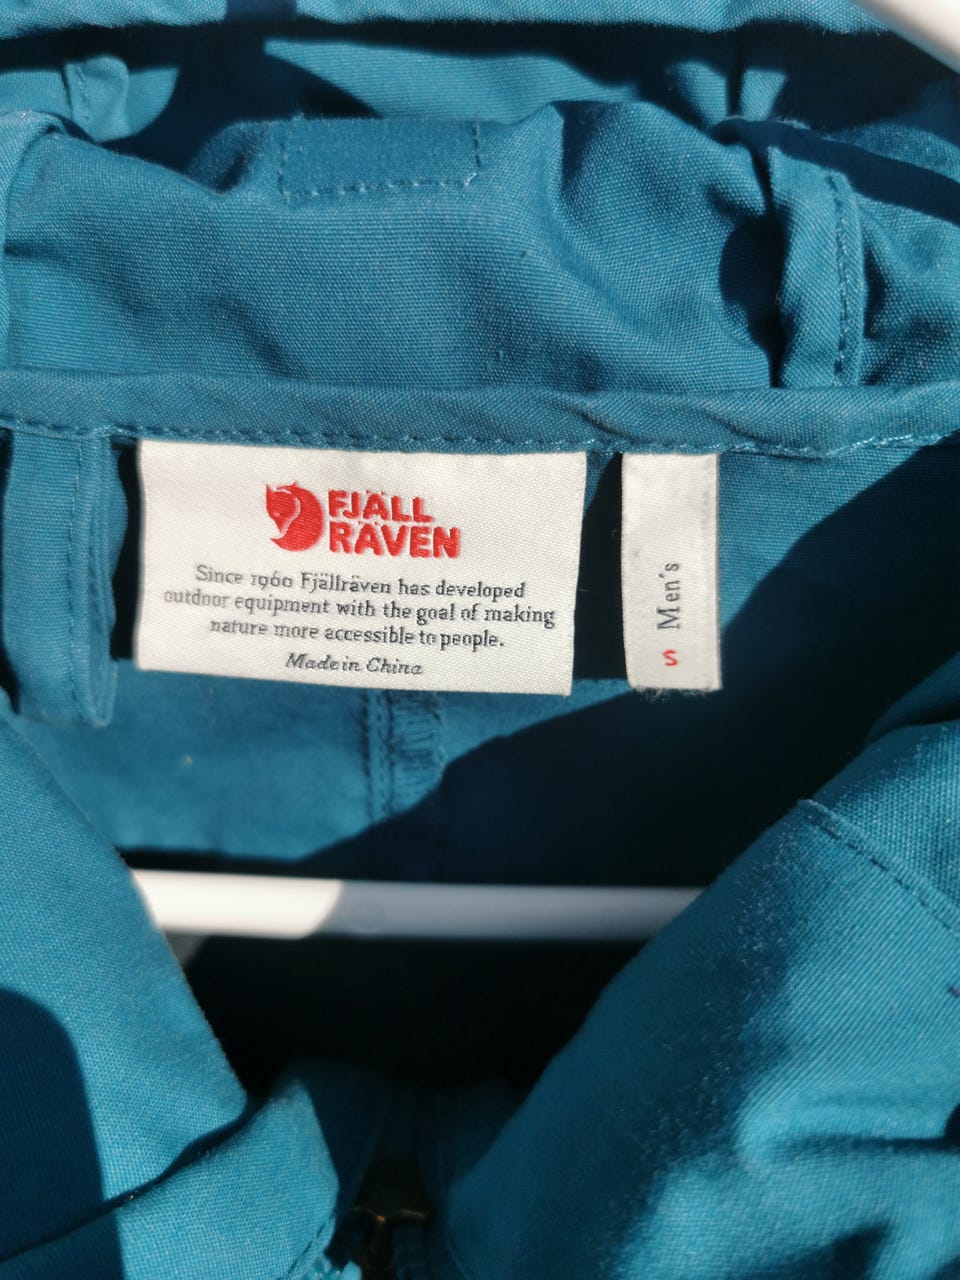 FJÄLL
RÄVEN
Since 1960 Fjällräven has developed
outdoor equipment with the goal of making
nature more accessible to people.
Made in China
Men's
S